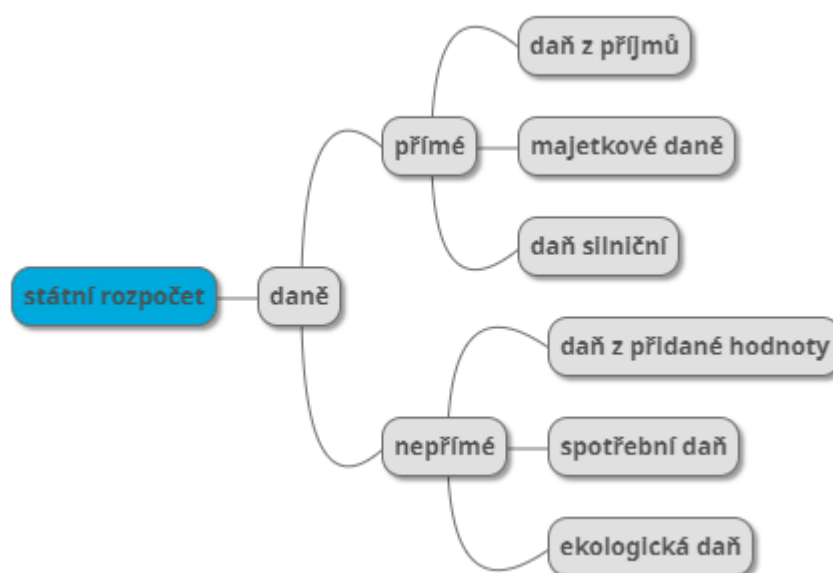 státní rozpočet
daně
přímé
daň z příjmů
majetkové daně
daň silniční
nepřímé
daň z přidané hodnoty
spotřební daň
ekologická daň